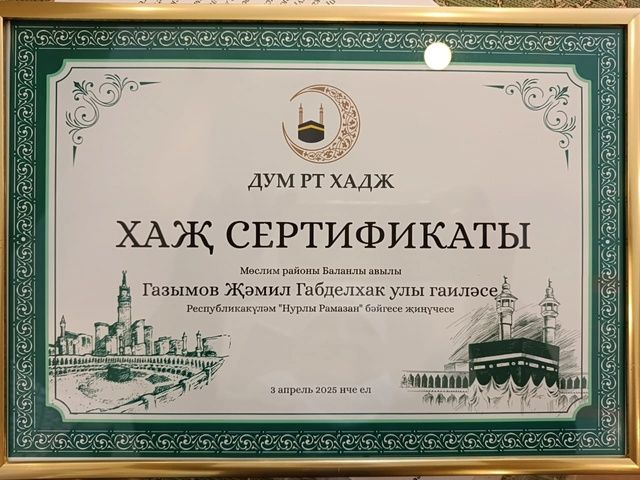 ДУМ РТ ХАДЖ
ХАҖ СЕРТИФИКАТЫ
Мөслим районы Баланлы авылы
Газымов Җәмил Габделхак улы гаиләсе
Республикакүләм "Нурлы Рамазан" бәйгесе җиңүчесе
3 апрель 2025 нче ел